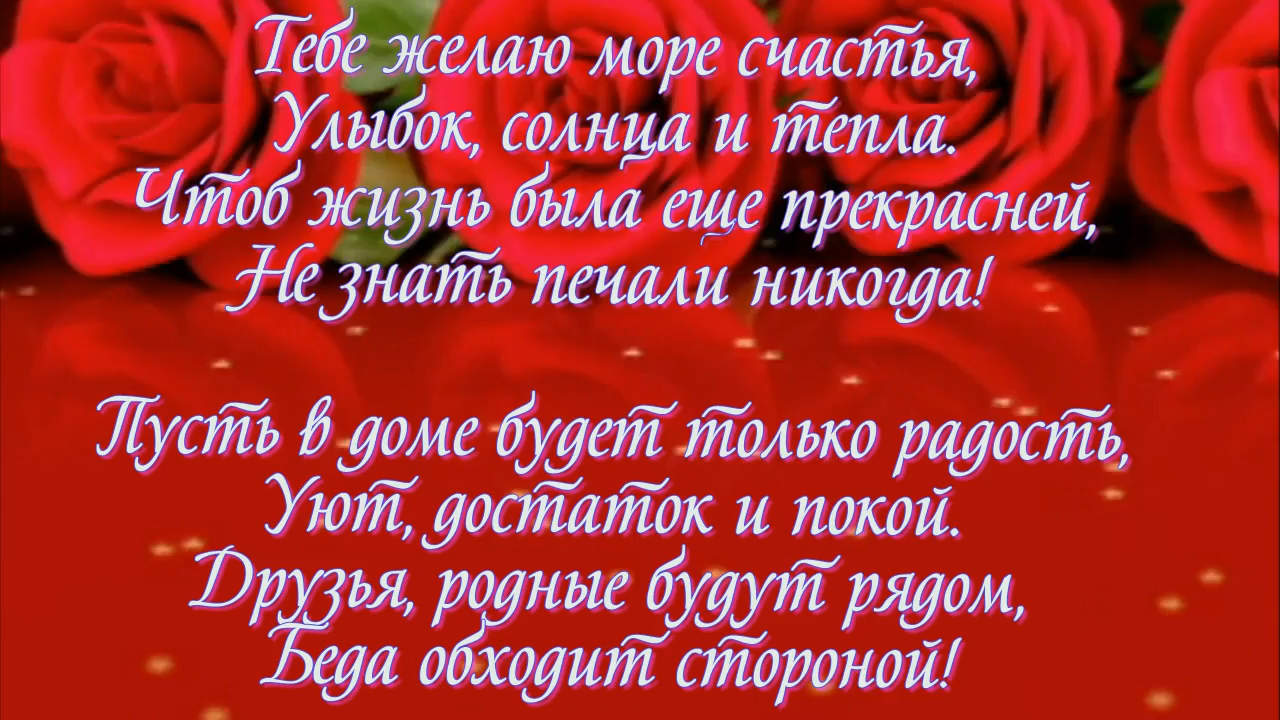 Тебе желаю море счастья,
Улыбок, солнца и тепла.
Чтоб жизнь была еще прекрасней,
Не знать печали никогда!
Пусть в доме будет только радость,
Уют, достаток и покой.
Друзья, родные будут рядом,
Беда обходит стороной!